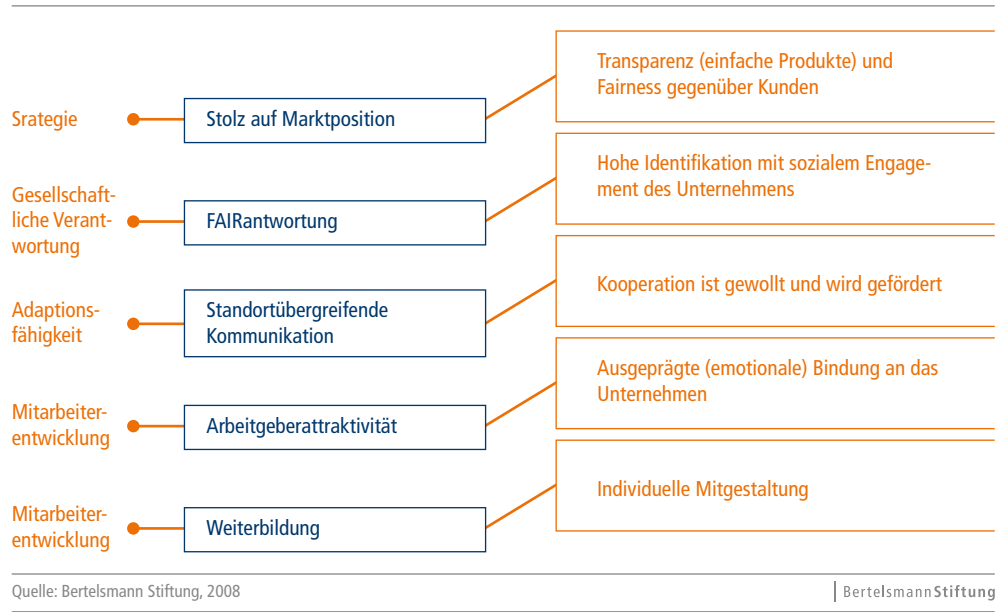 Srategie
Stolz auf Marktposition
Transparenz (einfache Produkte) und
Fairness gegenüber Kunden
Gesellschaft-
liche Verant-
wortung
FAIRantwortung
Hohe Identifikation mit sozialem Engage-
ment des Unternehmens
Adaptions-
fähigkeit
Standortübergreifende
Kommunikation
Kooperation ist gewollt und wird gefördert
Mitarbeiter-
entwicklung
Arbeitgeberattraktivität
Ausgeprägte (emotionale) Bindung an das
Unternehmen
Mitarbeiter-
entwicklung
Weiterbildung
Individuelle Mitgestaltung
Quelle: Bertelsmann Stiftung, 2008
BertelsmannStiftung